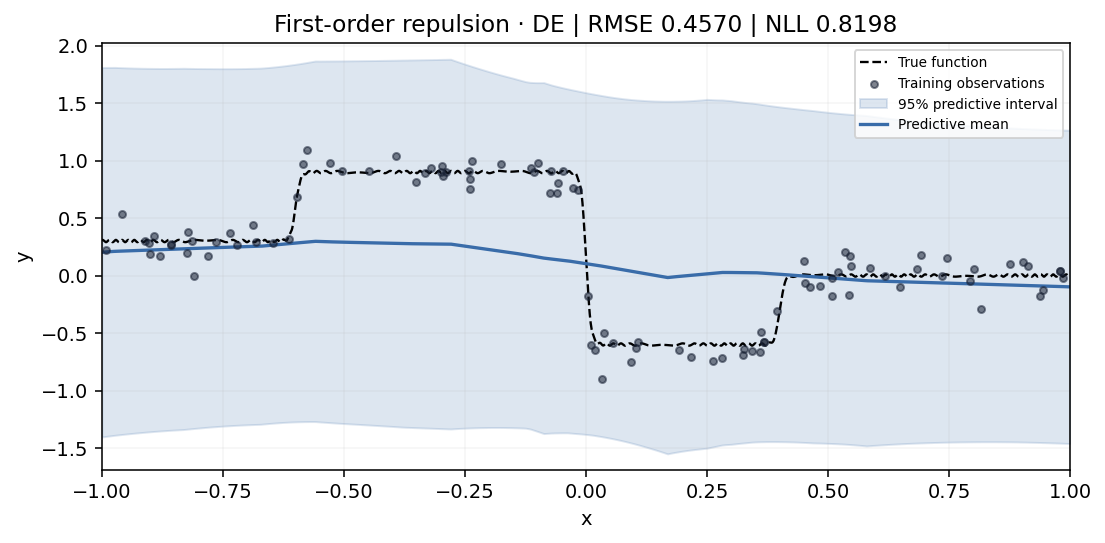 First-order repulsion · DE | RMSE 0.4570 | NLL 0.8198
True function
Training observations
95% predictive interval
Predictive mean
y
2.0
1.5
1.0
0.5
0.0
−0.5
−1.0
−1.5
−1.00
−0.75
−0.50
−0.25
0.00
0.25
0.50
0.75
1.00
x